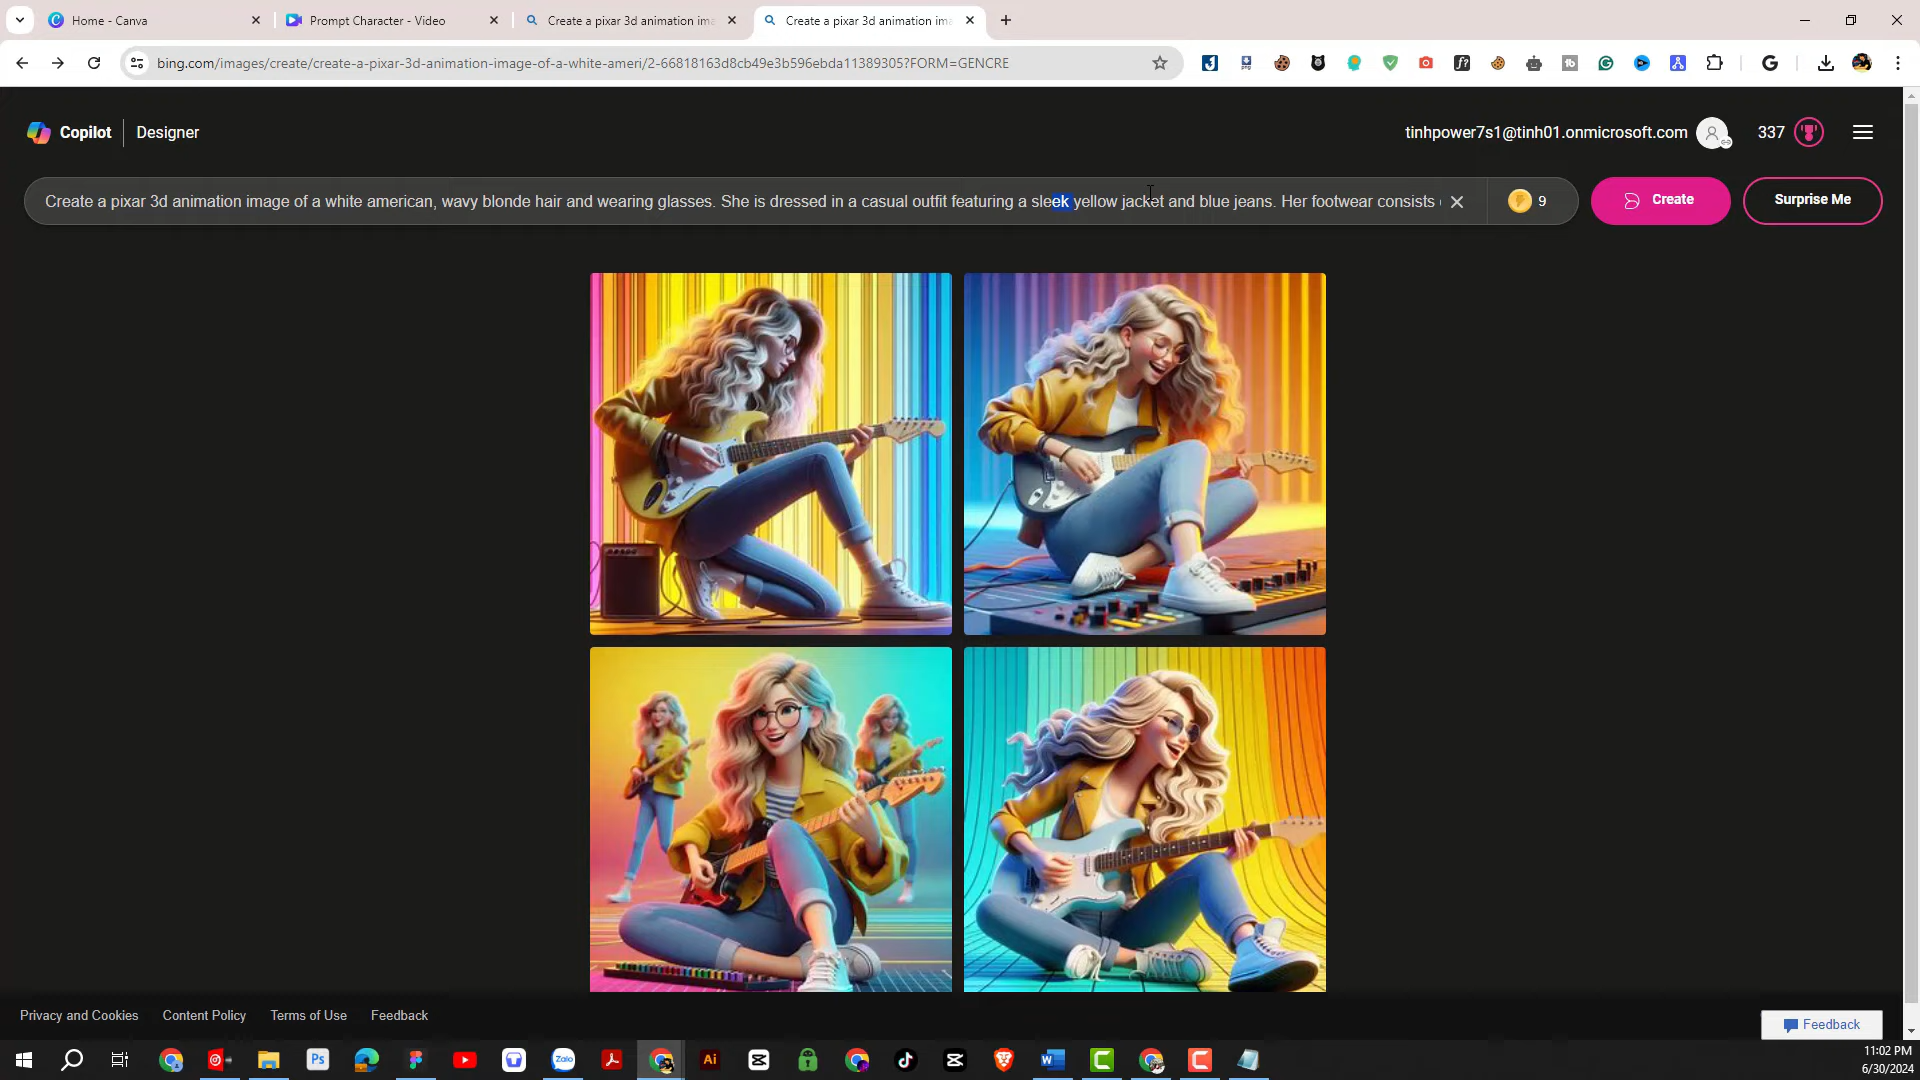 Home - Canva
Prompt Character - Video
Create a pixar 3d animation im
Create a pixar 3d animation im
bing.com/images/create/create-a-pixar-3d-animation-image-of-a-white-ameri/2-66818163d8cb49e3b596ebda11389305?FORM=GENCRE
Copilot
Designer
tinhpower7s1@tinh01.onmicrosoft.com
337
Create a pixar 3d animation image of a white american, wavy blonde hair and wearing glasses. She is dressed in a casual outfit featuring a sleek yellow jacket and blue jeans. Her footwear consists
9
Create
Surprise Me
Privacy and Cookies
Content Policy
Terms of Use
Feedback
Feedback
11:02 PM
6/30/2024